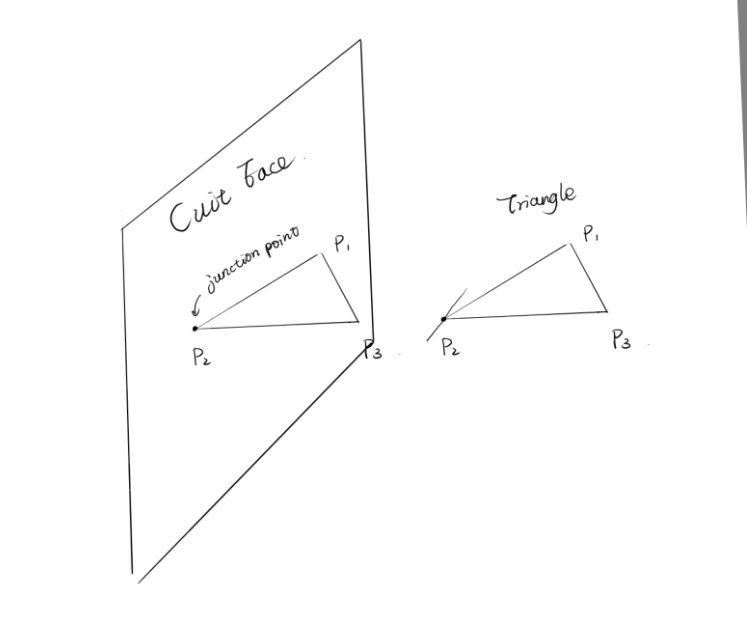 Cuit Face.
junction point
P1
P2
P3
Triangle
P1
P2
P3